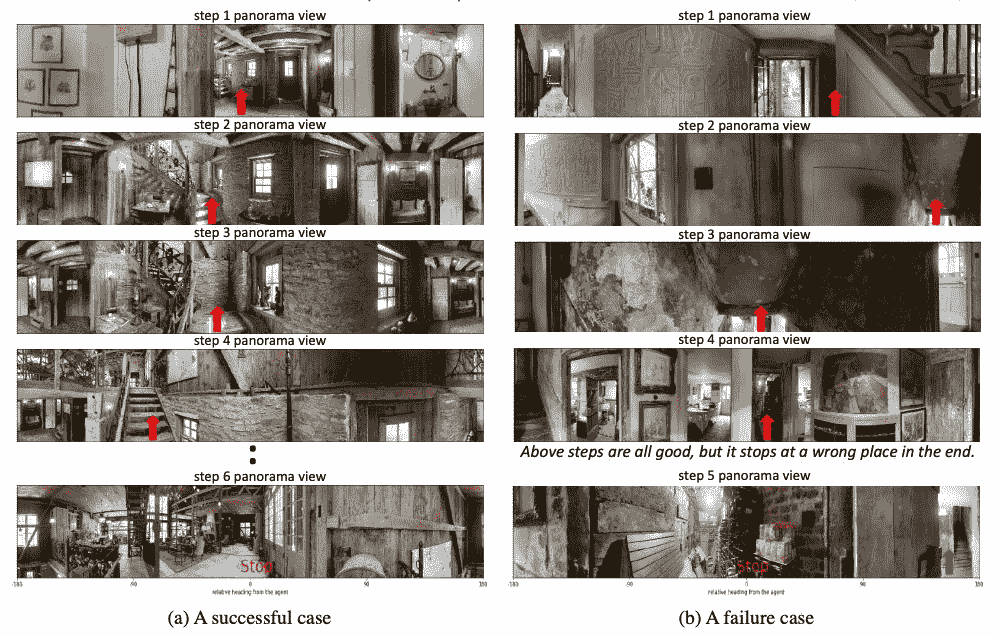 step 1 panorama view
step 2 panorama view
step 3 panorama view
step 4 panorama view
step 6 panorama view
Stop
-180 -90 0 90 180
relative heading from the agent
(a) A successful case
step 1 panorama view
step 2 panorama view
step 3 panorama view
step 4 panorama view
Above steps are all good, but it stops at a wrong place in the end.
step 5 panorama view
Stop
-90 0 90 180
relative heading from the agent
(b) A failure case